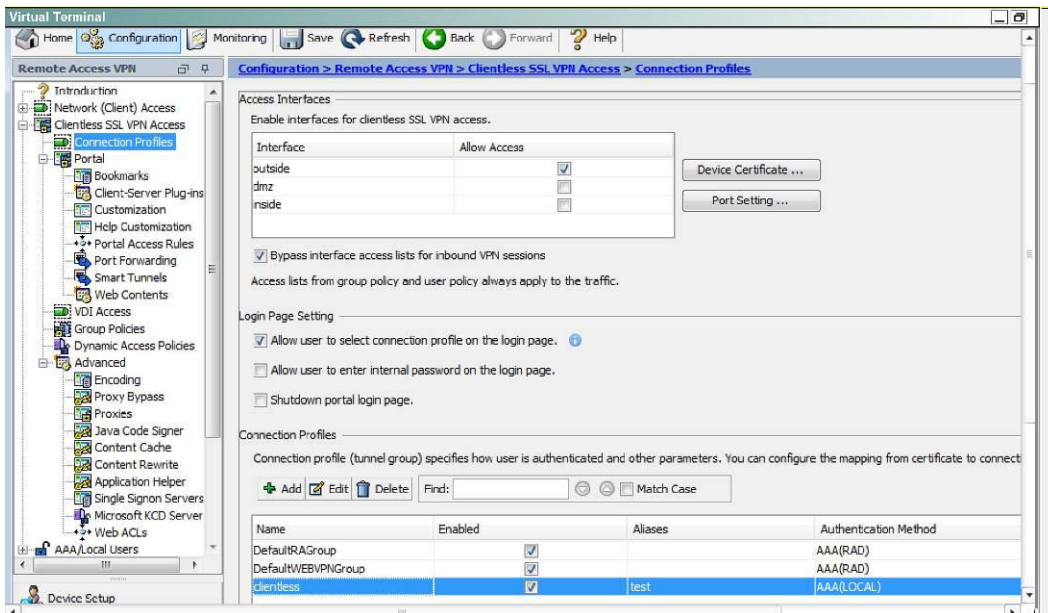 Virtual Terminal
Home Configuration Monitoring Save Refresh Back Forward Help
Remote Access VPN
Introduction
Network (Client) Access
Clientless SSL VPN Access
Connection Profiles
Portal
Bookmarks
Client-Server Plug-ins
Customization
Help Customization
Portal Access Rules
Port Forwarding
Smart Tunnels
Web Contents
VDI Access
Group Policies
Dynamic Access Policies
Advanced
Encoding
Proxy Bypass
Proxies
Java Code Signer
Content Cache
Content Rewrite
Application Helper
Single Signon Servers
Microsoft KCD Server
Web ACLs
AAA/Local Users
Device Setup
Configuration > Remote Access VPN > Clientless SSL VPN Access > Connection Profiles
Access Interfaces
Enable interfaces for clientless SSL VPN access.
Interface Allow Access
outside
dmz
inside
Device Certificate ...
Port Setting ...
Bypass interface access lists for inbound VPN sessions
Access lists from group policy and user policy always apply to the traffic.
Login Page Setting
Allow user to select connection profile on the login page.
Allow user to enter internal password on the login page.
Shutdown portal login page.
Connection Profiles
Connection profile (tunnel group) specifies how user is authenticated and other parameters. You can configure the mapping from certificate to connect
Add Edit Delete Find: Match Case
Name Enabled Aliases Authentication Method
DefaultRAGroup AAA(RAD)
DefaultWEBVPNGroup AAA(RAD)
clientless test AAA(LOCAL)